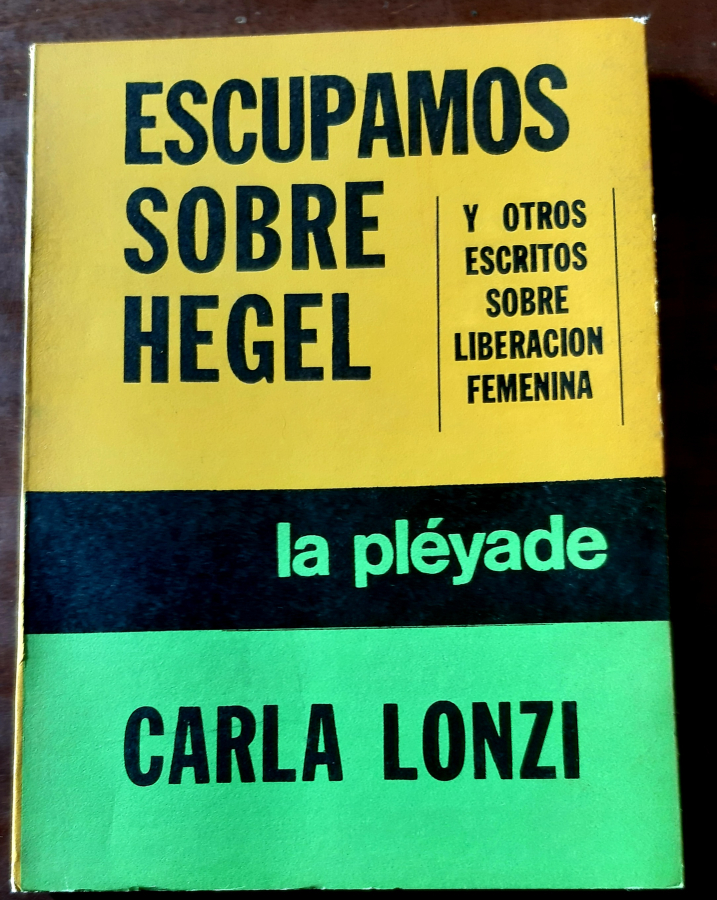 ESCUPAMOS
SOBRE
HEGEL
Y OTROS
ESCRITOS
SOBRE
LIBERACION
FEMENINA
la pléyade
CARLA LONZI